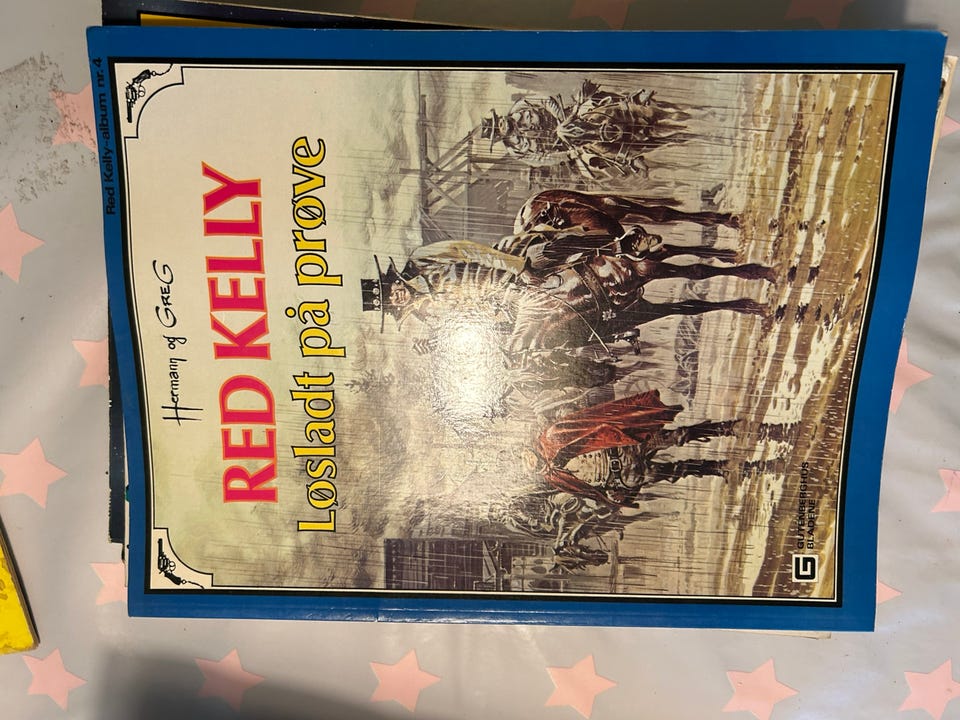 Red Kelly-album nr. 4
Hermann og GREG
RED KELLY
Løsladt på prøve
G
GUTENBERGHUS
BLADENE